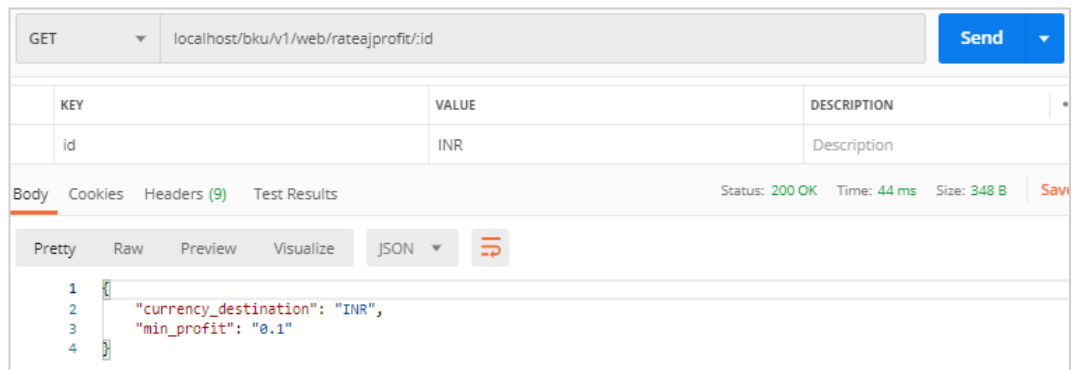 GET localhost/bku/v1/web/rateajprofit/:id Send
KEY VALUE DESCRIPTION
id INR Description
Body Cookies Headers (9) Test Results Status: 200 OK Time: 44 ms Size: 348 B Save
Pretty Raw Preview Visualize JSON
1 {
2 "currency_destination": "INR",
3 "min_profit": "0.1"
4 }